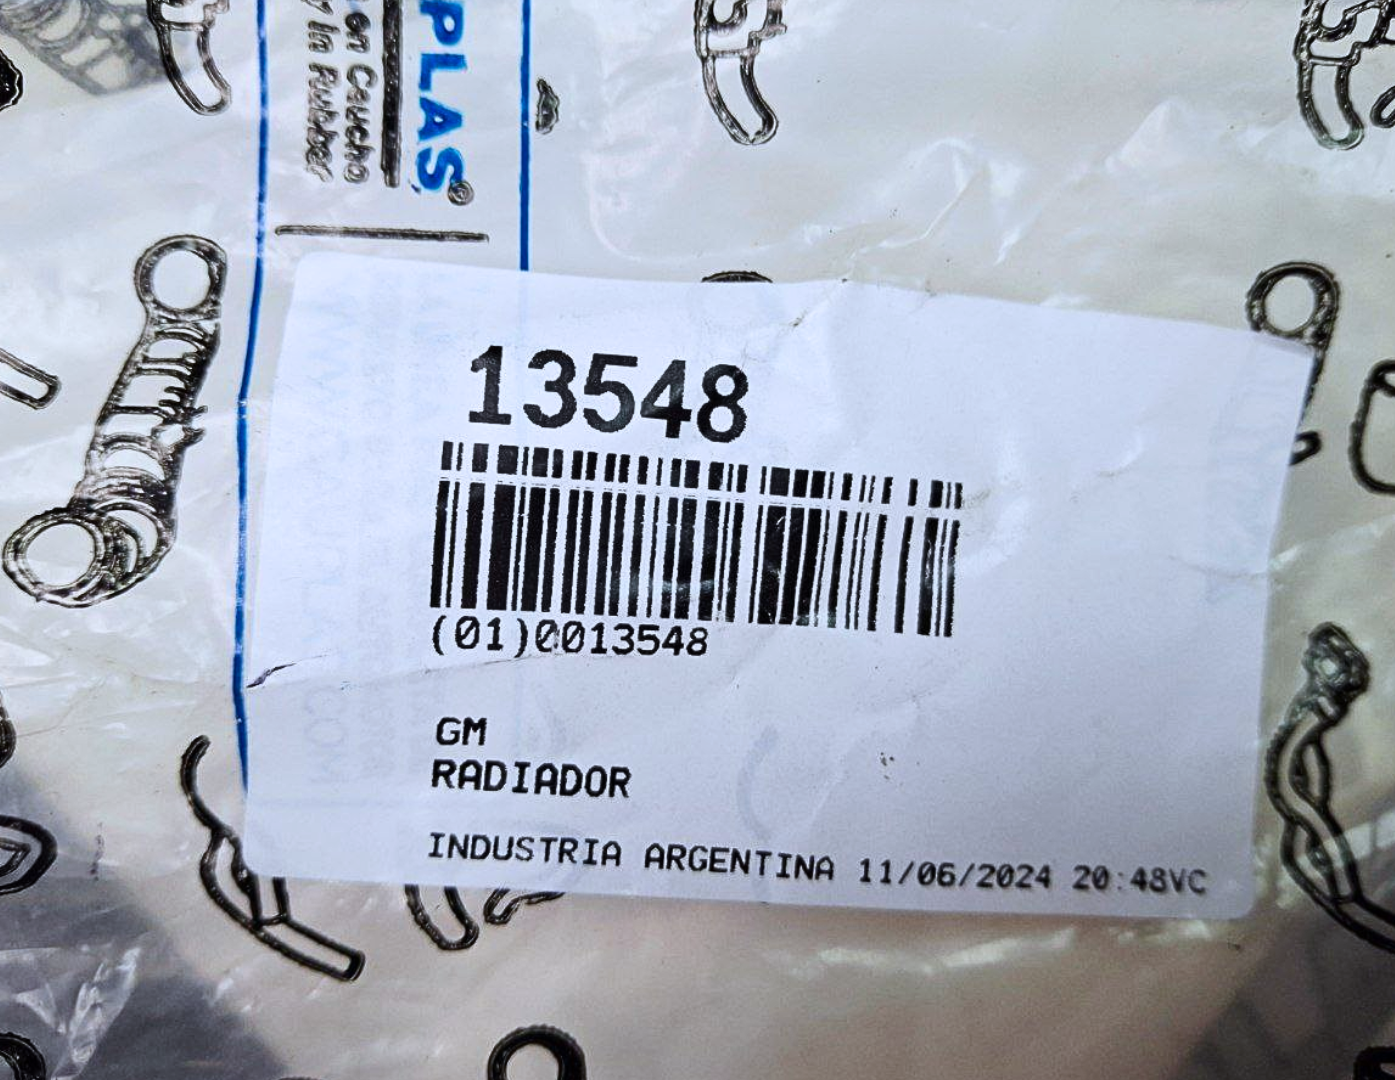 PLAS®
en Caucho
In Rubber
13548
(01)0013548
GM
RADIADOR
INDUSTRIA ARGENTINA 11/06/2024 20:48VC